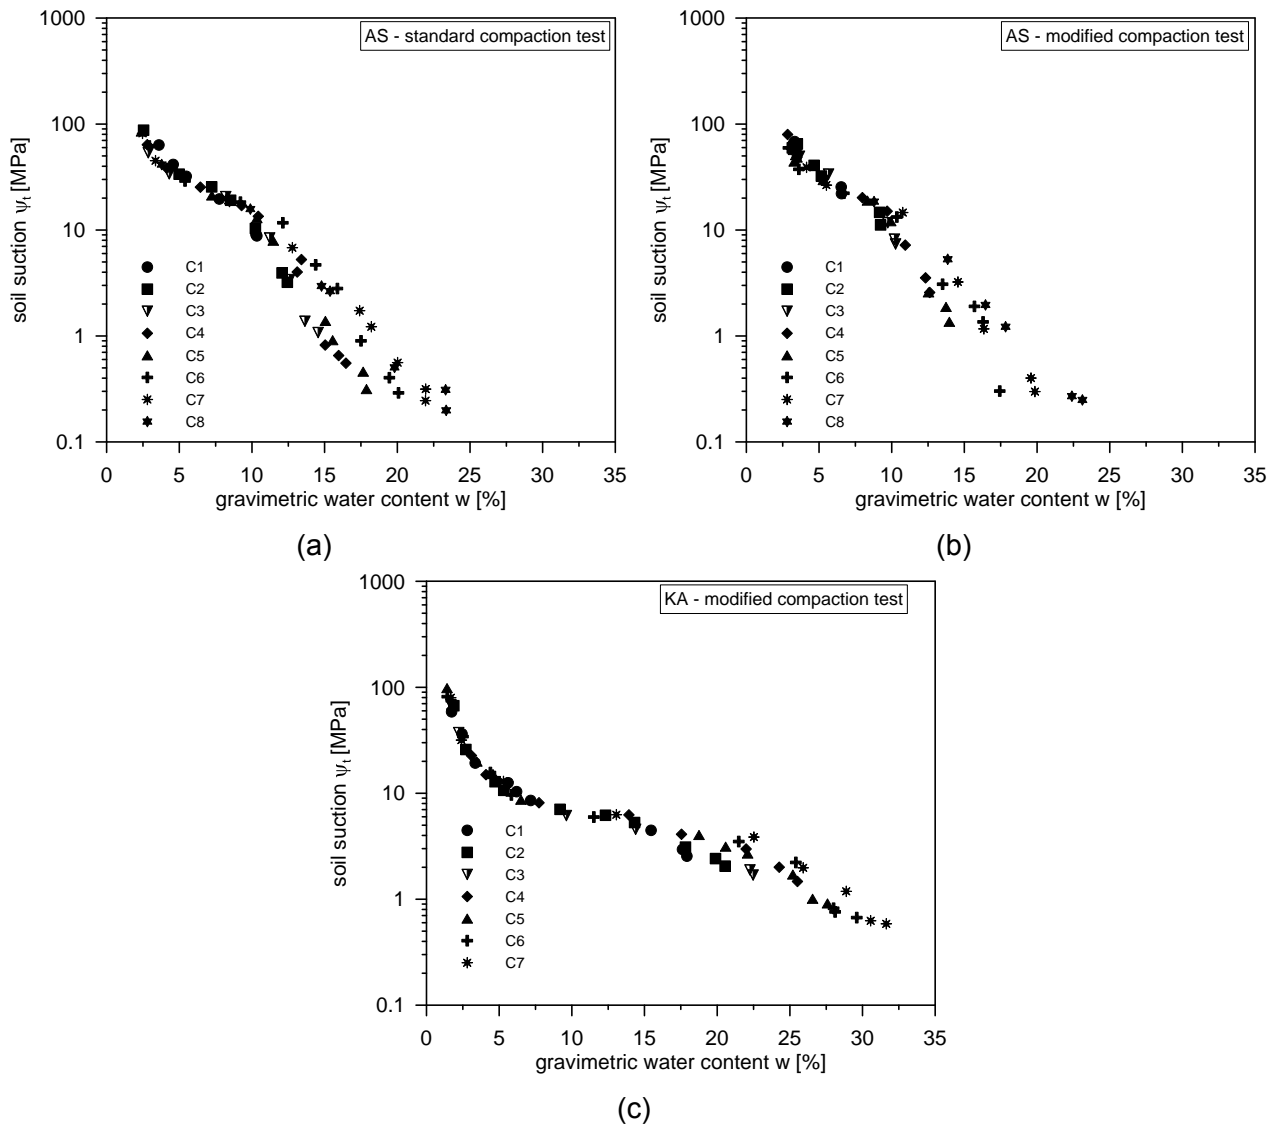 AS - standard compaction test
1000
100
10
1
0.1
soil suction ψt [MPa]
C1
C2
C3
C4
C5
C6
C7
C8
0 5 10 15 20 25 30 35
gravimetric water content w [%]
(a)
AS - modified compaction test
1000
100
10
1
0.1
soil suction ψt [MPa]
C1
C2
C3
C4
C5
C6
C7
C8
0 5 10 15 20 25 30 35
gravimetric water content w [%]
(b)
KA - modified compaction test
1000
100
10
1
0.1
soil suction ψt [MPa]
C1
C2
C3
C4
C5
C6
C7
0 5 10 15 20 25 30 35
gravimetric water content w [%]
(c)